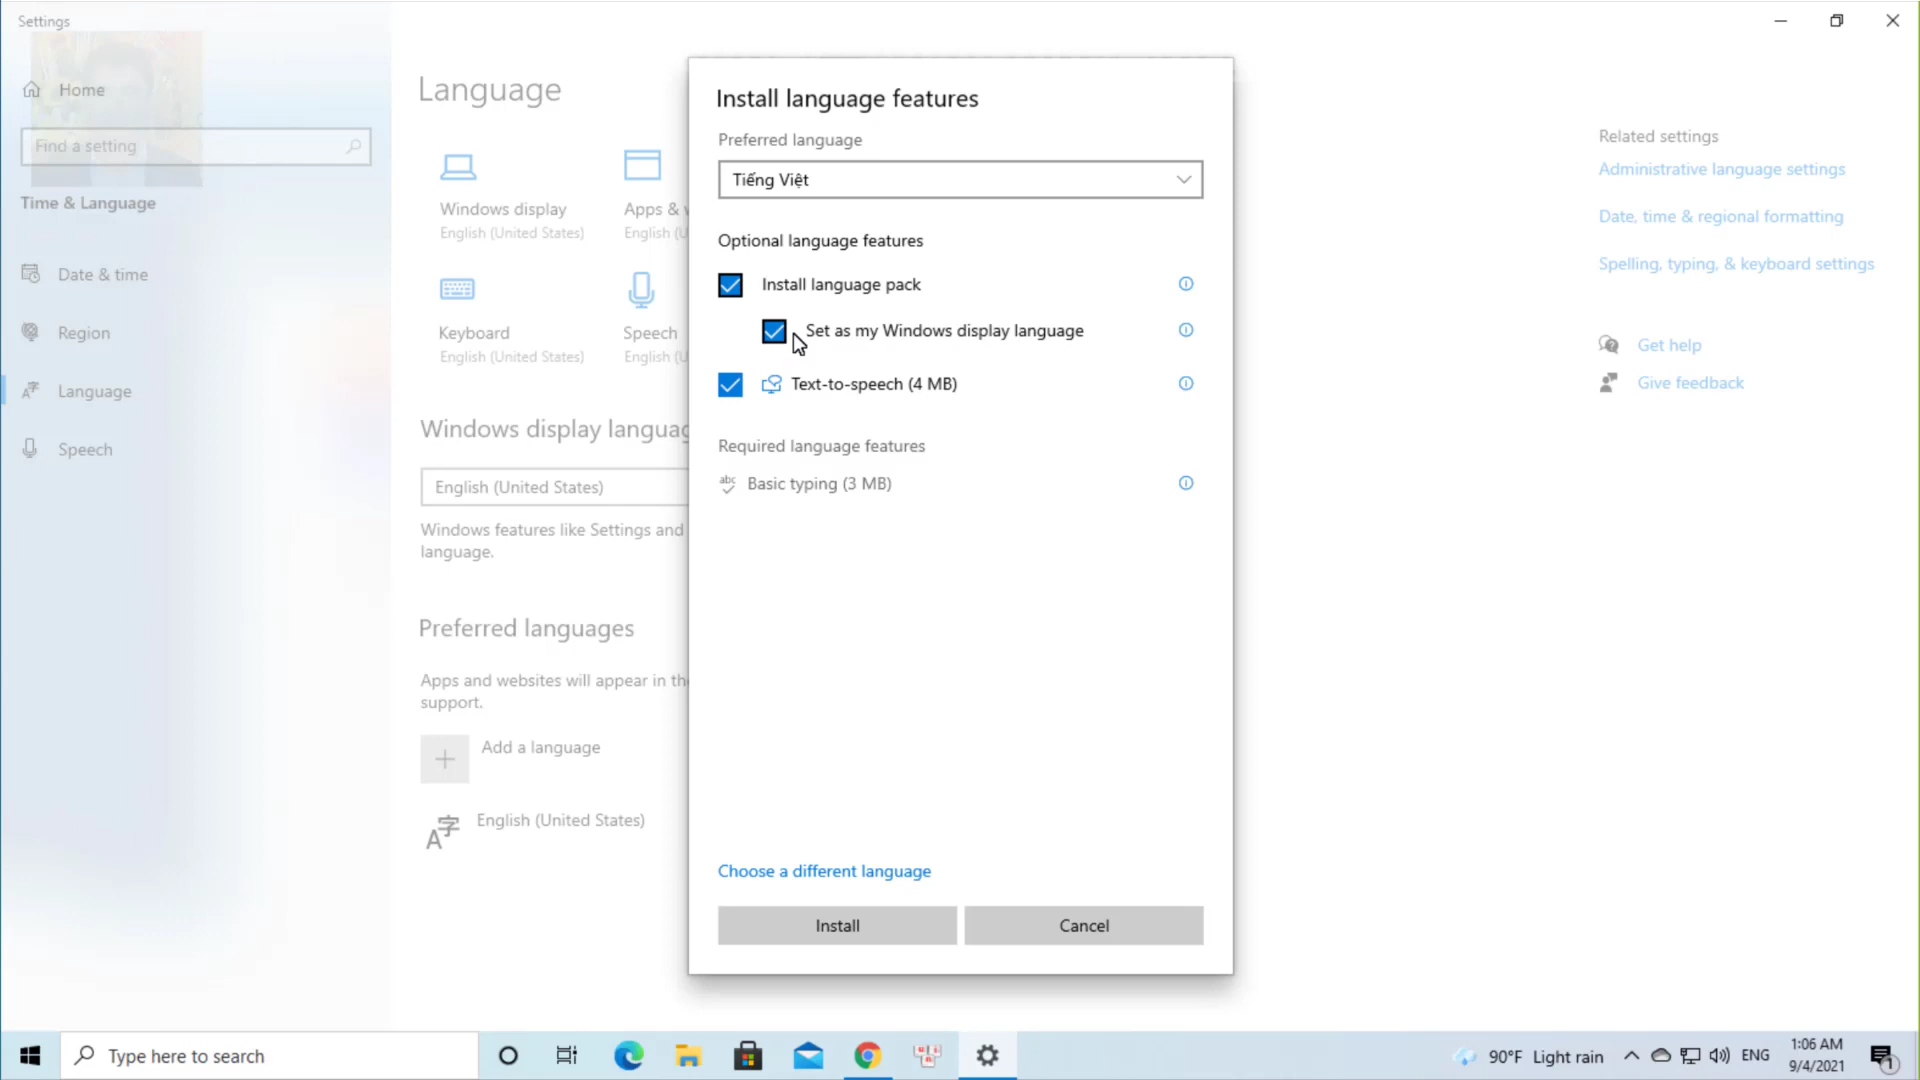 Settings
Home
Find a setting
Time & Language
Date & time
Region
Language
Speech
Language
Windows display
English (United States)
Apps & w
English (U
Keyboard
English (United States)
Speech
English (U
Windows display languag
English (United States)
Windows features like Settings and
language.
Preferred languages
Apps and websites will appear in the
support.
Add a language
A字
English (United States)
Install language features
Preferred language
Tiếng Việt
Optional language features
Install language pack
Set as my Windows display language
Text-to-speech (4 MB)
Required language features
abc
Basic typing (3 MB)
Choose a different language
Install
Cancel
Related settings
Administrative language settings
Date, time & regional formatting
Spelling, typing, & keyboard settings
Get help
Give feedback
Type here to search
90°F Light rain
ENG
1:06 AM
9/4/2021
1